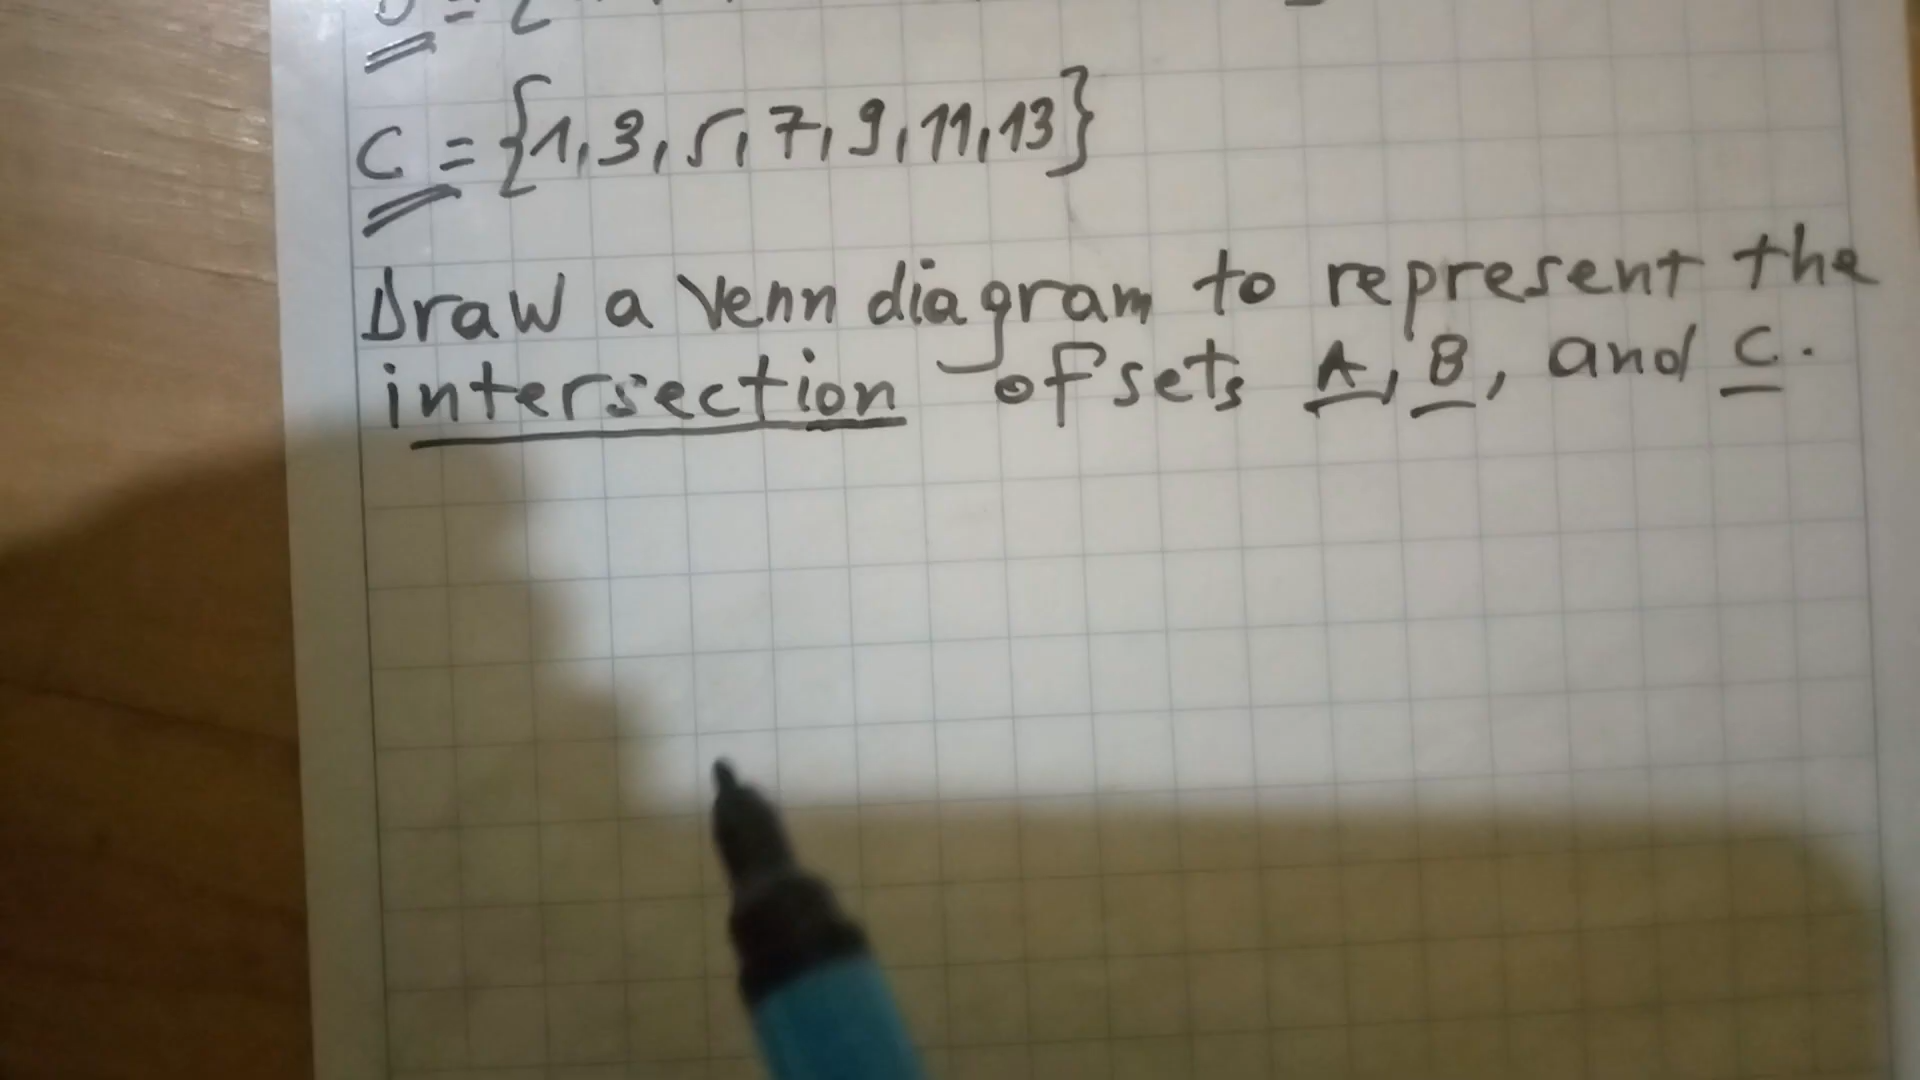 C = {1, 3, 5, 7, 9, 11, 13}
Draw a Venn diagram to represent the
intersection of sets A, B, and C.